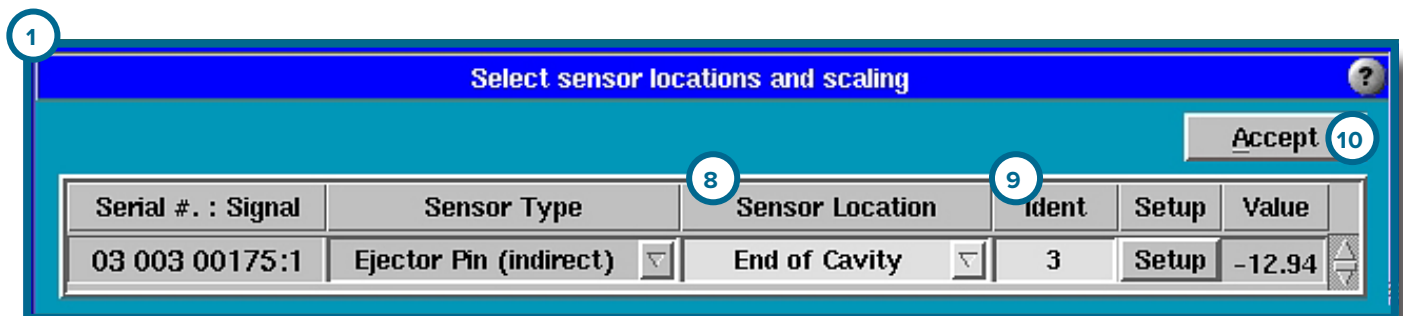 1
Select sensor locations and scaling ?
Accept 10
8 9
Serial #. : Signal Sensor Type Sensor Location Ident Setup Value
03 003 00175:1 Ejector Pin (indirect) End of Cavity 3 Setup -12.94